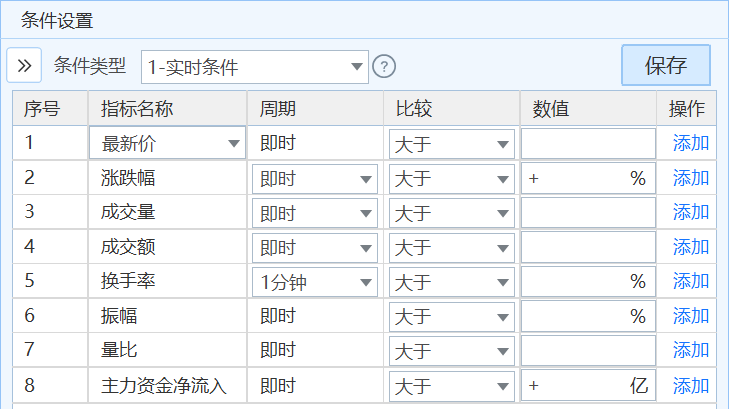 条件设置
条件类型 1-实时条件 ? 保存
序号 指标名称 周期 比较 数值 操作
1 最新价 即时 大于 添加
2 涨跌幅 即时 大于 + % 添加
3 成交量 即时 大于 添加
4 成交额 即时 大于 添加
5 换手率 1分钟 大于 % 添加
6 振幅 即时 大于 % 添加
7 量比 即时 大于 添加
8 主力资金净流入 即时 大于 + 亿 添加